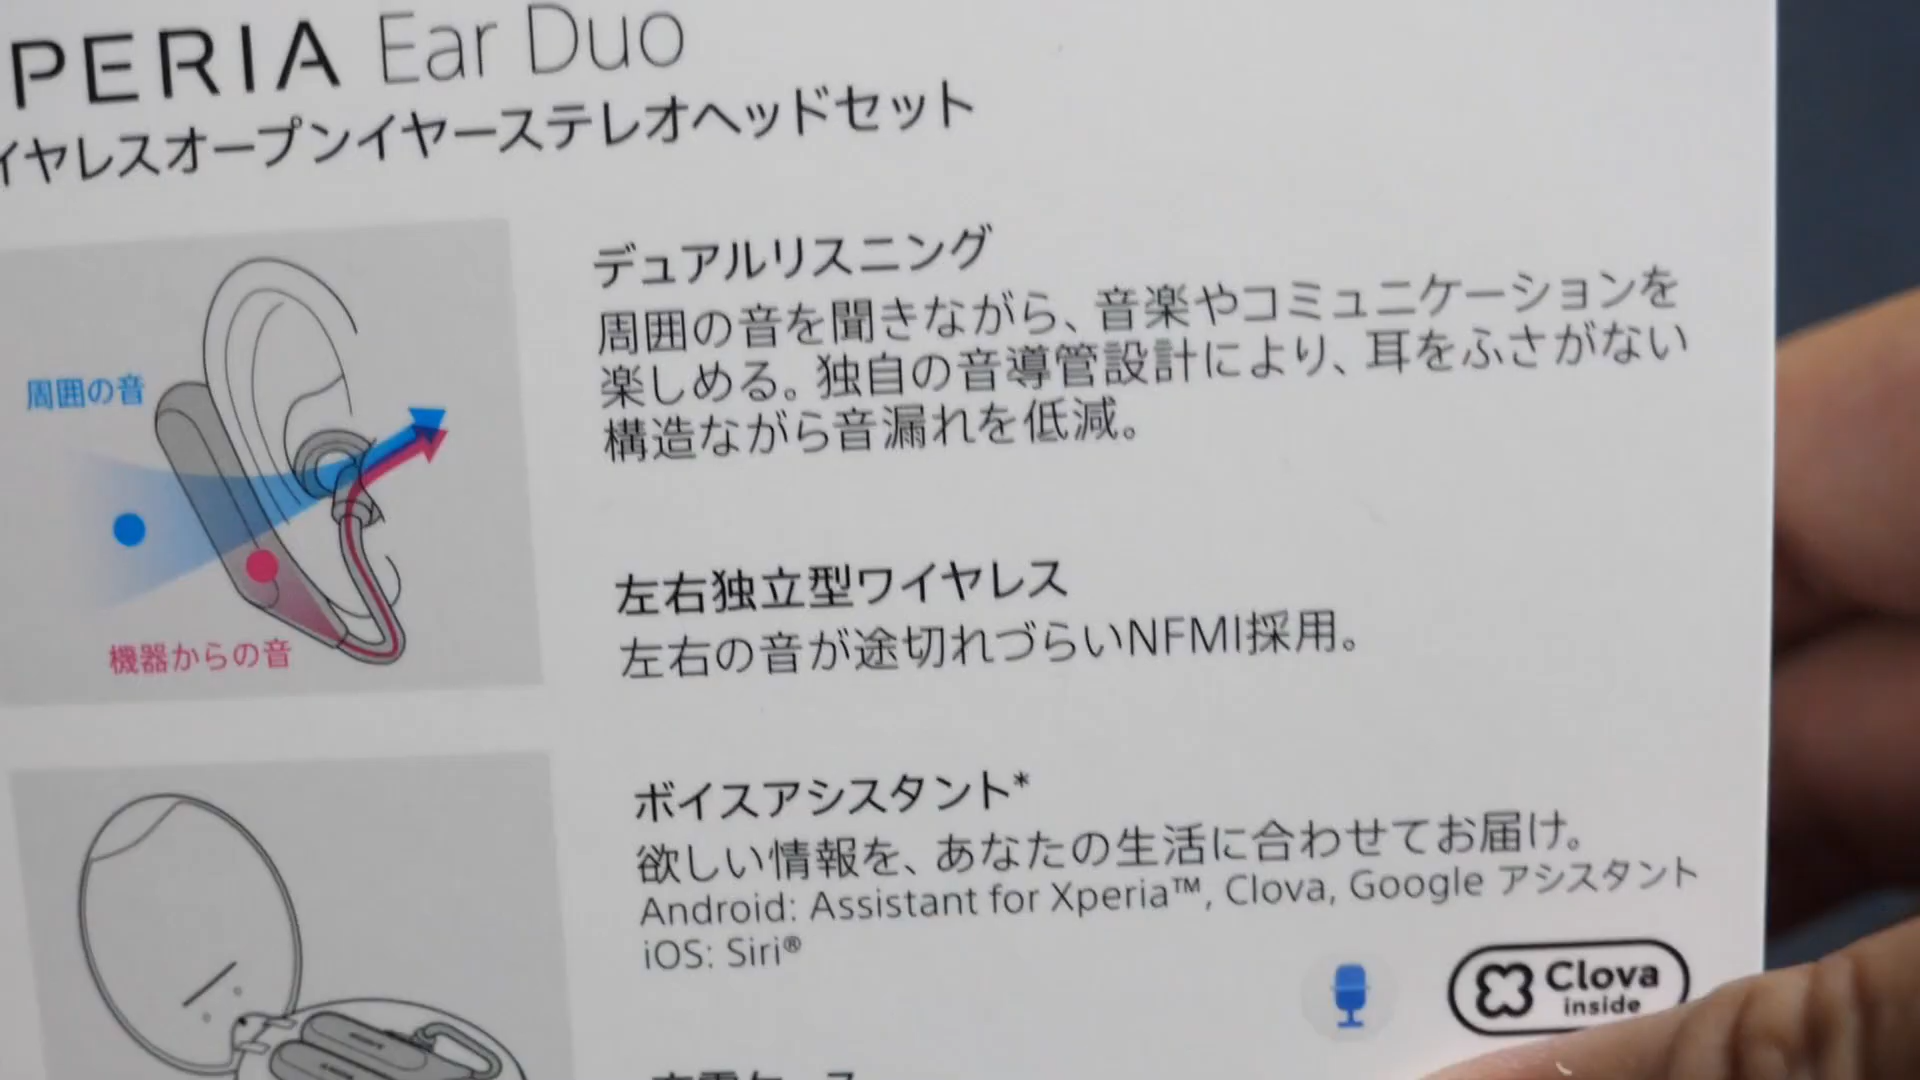 PERIA Ear Duo
イヤレスオープンイヤーステレオヘッドセット
周囲の音
機器からの音
デュアルリスニング
周囲の音を聞きながら、音楽やコミュニケーションを
楽しめる。独自の音導管設計により、耳をふさがない
構造ながら音漏れを低減。
左右独立型ワイヤレス
左右の音が途切れづらいNFMI採用。
ボイスアシスタント*
欲しい情報を、あなたの生活に合わせてお届け。
Android: Assistant for Xperia™, Clova, Google アシスタント
iOS: Siri®
Clova
inside